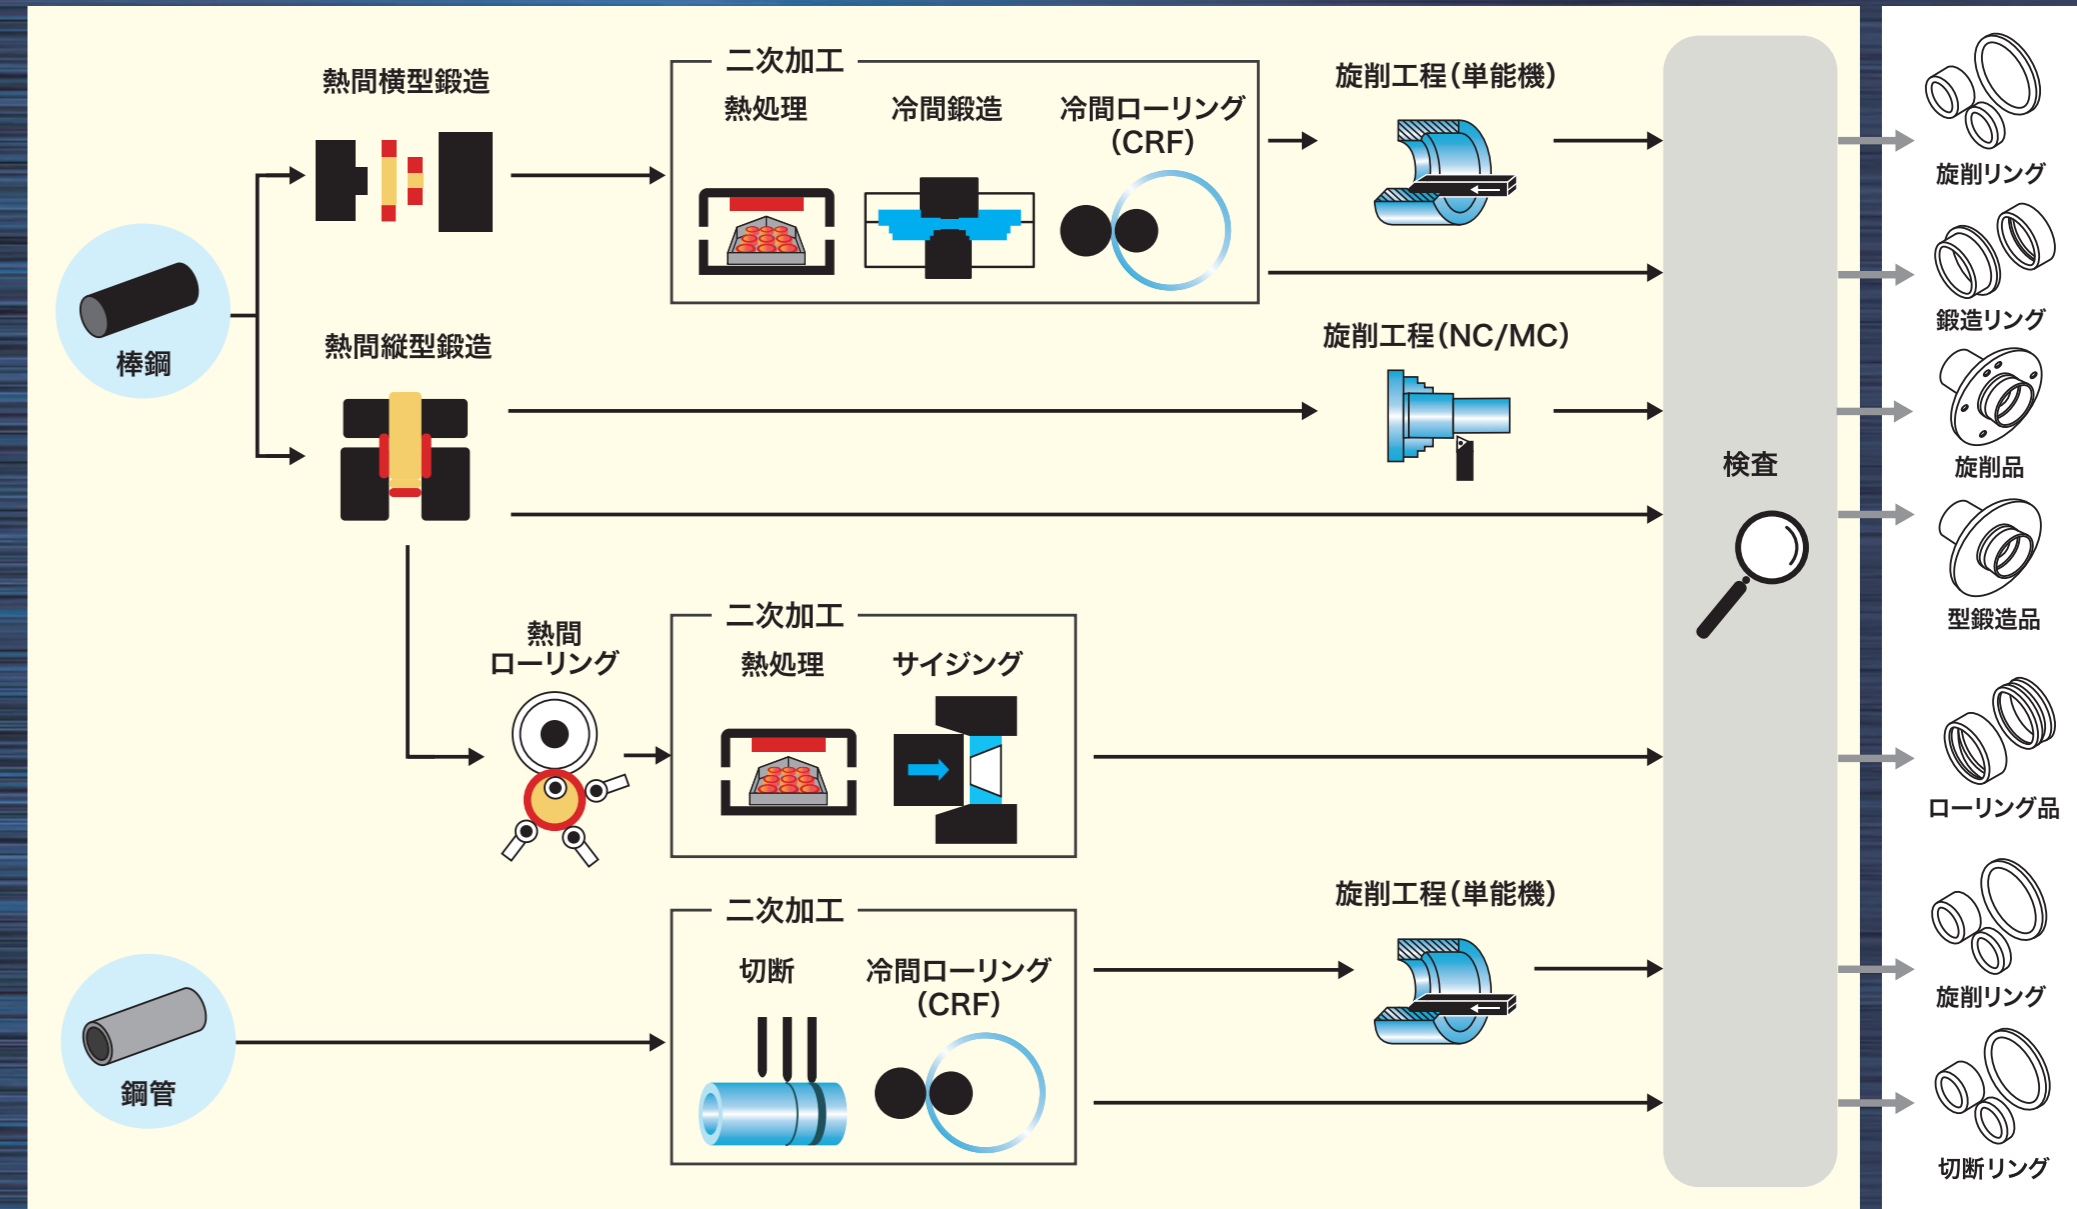 棒鋼
熱間横型鍛造
二次加工
熱処理
冷間鍛造
冷間ローリング
(CRF)
旋削工程(単能機)
熱間縦型鍛造
旋削工程(NC/MC)
熱間
ローリング
二次加工
熱処理
サイジング
鋼管
二次加工
切断
冷間ローリング
(CRF)
旋削工程(単能機)
検査
旋削リング
鍛造リング
旋削品
型鍛造品
ローリング品
旋削リング
切断リング